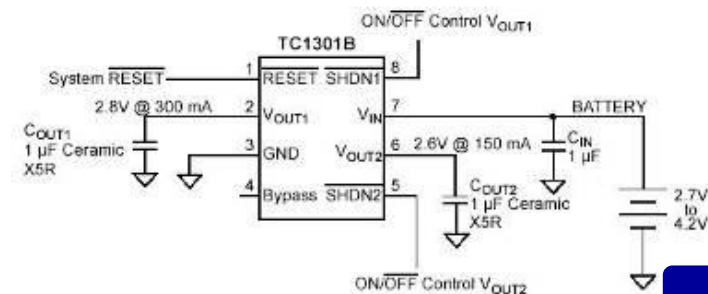 ON/OFF Control VOUT1
TC1301B
System RESET
1
RESET
SHDN1
8
2.8V @ 300 mA
2
VOUT1
VIN
7
BATTERY
COUT1
1 µF Ceramic
X5R
3
GND
VOUT2
6
2.6V @ 150 mA
CIN
1 µF
4
Bypass
SHDN2
5
COUT2
1 µF Ceramic
X5R
2.7V
to
4.2V
ON/OFF Control VOUT2